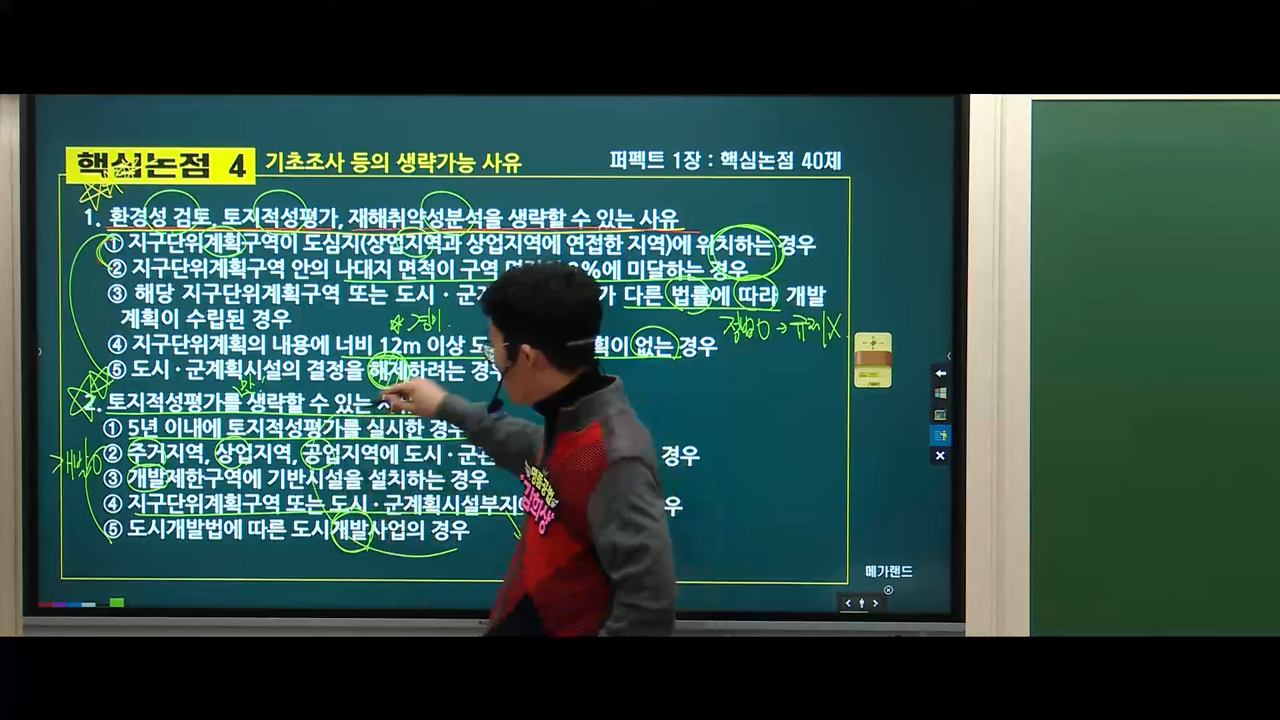 핵심논점 4 기초조사 등의 생략가능 사유 퍼펙트 1장 : 핵심논점 40제
1. 환경성 검토, 토지적성평가, 재해취약성분석을 생략할 수 있는 사유
① 지구단위계획구역이 도심지(상업지역과 상업지역에 연접한 지역)에 위치하는 경우
② 지구단위계획구역 안의 나대지 면적이 구역 %에 미달하는 경우
③ 해당 지구단위계획구역 또는 도시·군계 가 다른 법률에 따라 개발
계획이 수립된 경우
적법 O → 규제 X
④ 지구단위계획의 내용에 너비 12m 이상 도 획이 없는 경우
⑤ 도시·군계획시설의 결정을 해제하려는 경우
2. 토지적성평가를 생략할 수 있는
① 5년 이내에 토지적성평가를 실시한 경우
개발 O
② 주거지역, 상업지역, 공업지역에 도시·군관 경우
③ 개발제한구역에 기반시설을 설치하는 경우
④ 지구단위계획구역 또는 도시·군계획시설부지 우
⑤ 도시개발법에 따른 도시개발사업의 경우
김희상
메가랜드